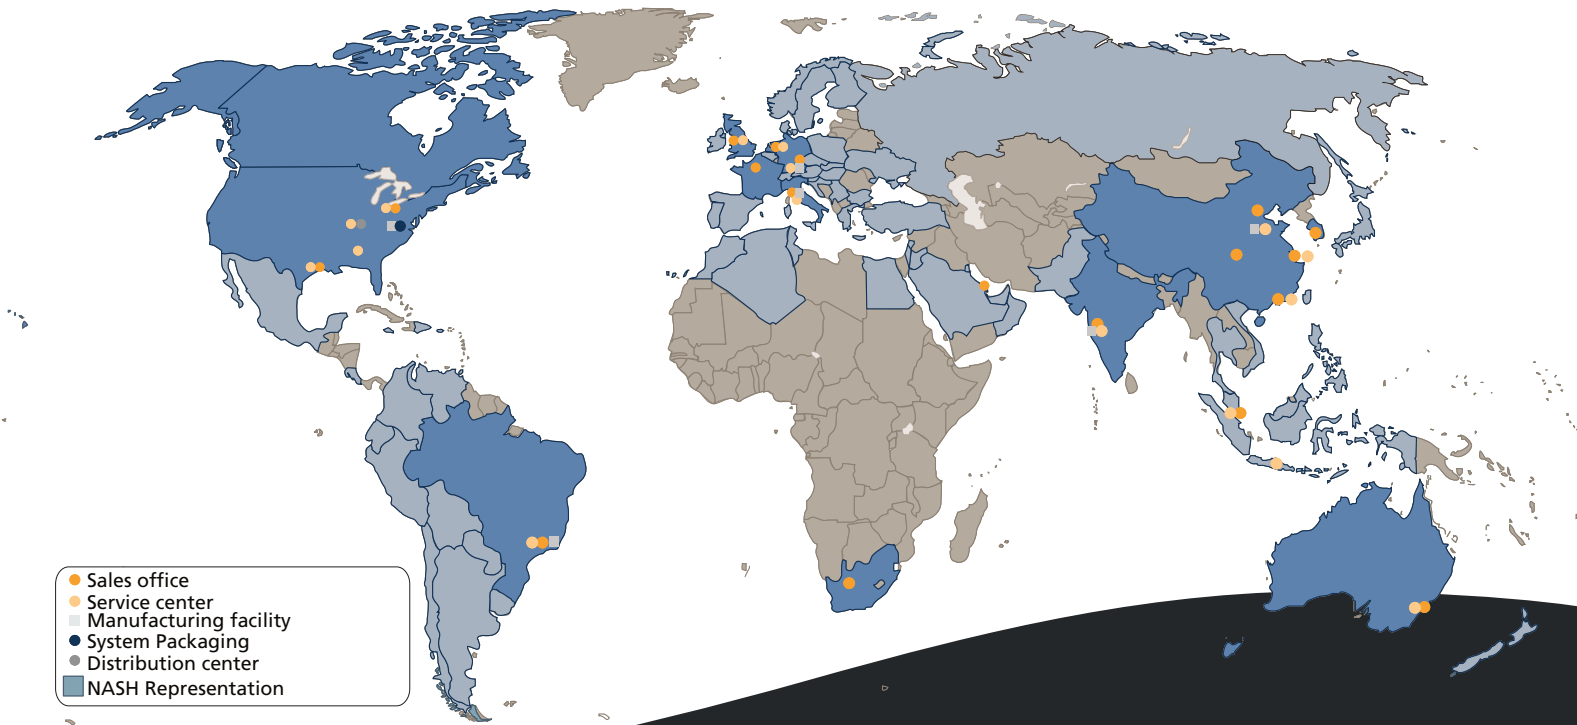 Sales office
Service center
Manufacturing facility
System Packaging
Distribution center
NASH Representation